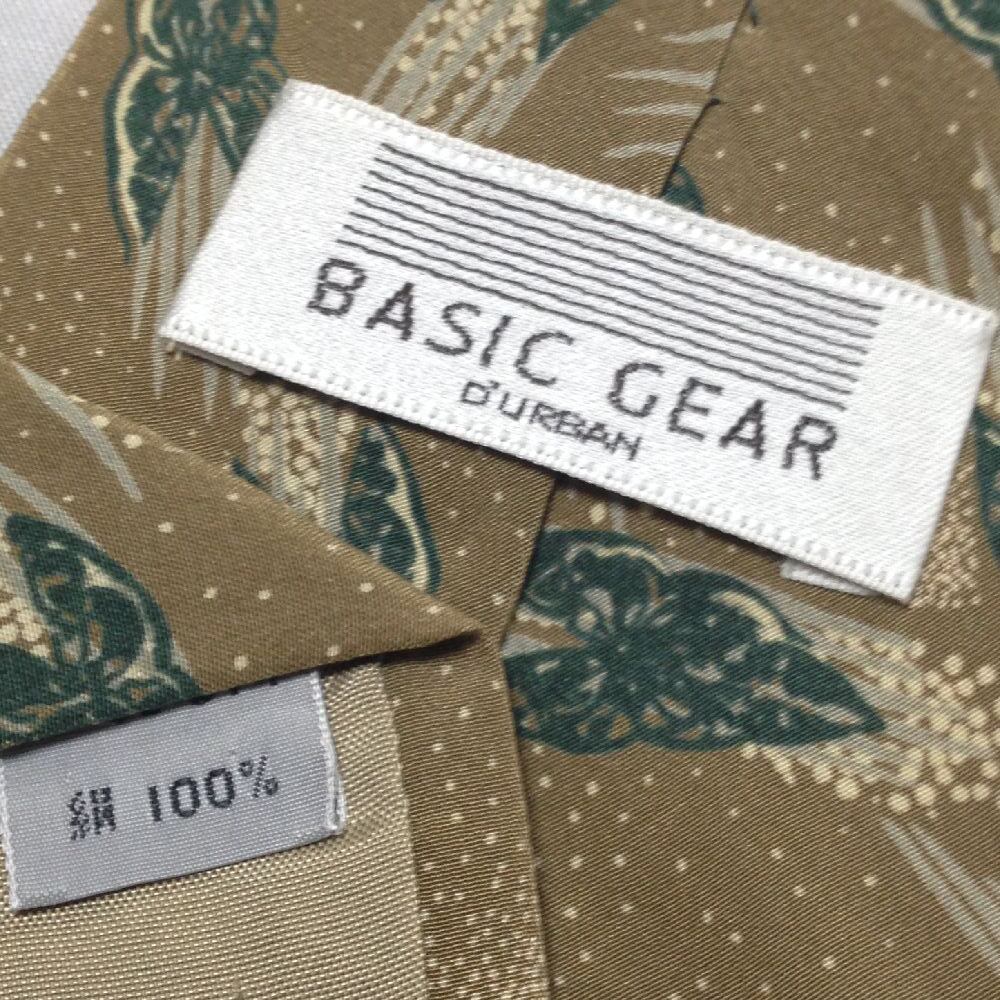 BASIC GEAR
D'URBAN
絹 100%